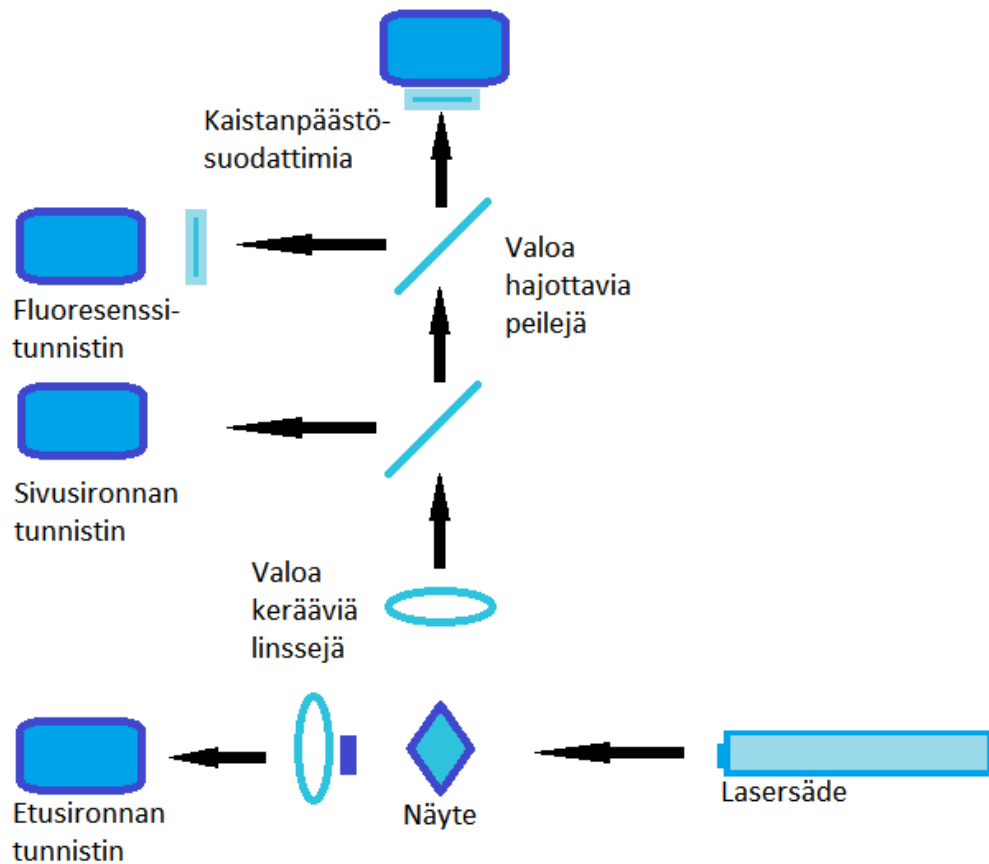 Kaistanpäästö-
suodattimia
Valoa
hajottavia
peilejä
Fluoresenssi-
tunnistin
Sivusironnan
tunnistin
Valoa
kerääviä
linssejä
Etusironnan
tunnistin
Näyte
Lasersäde